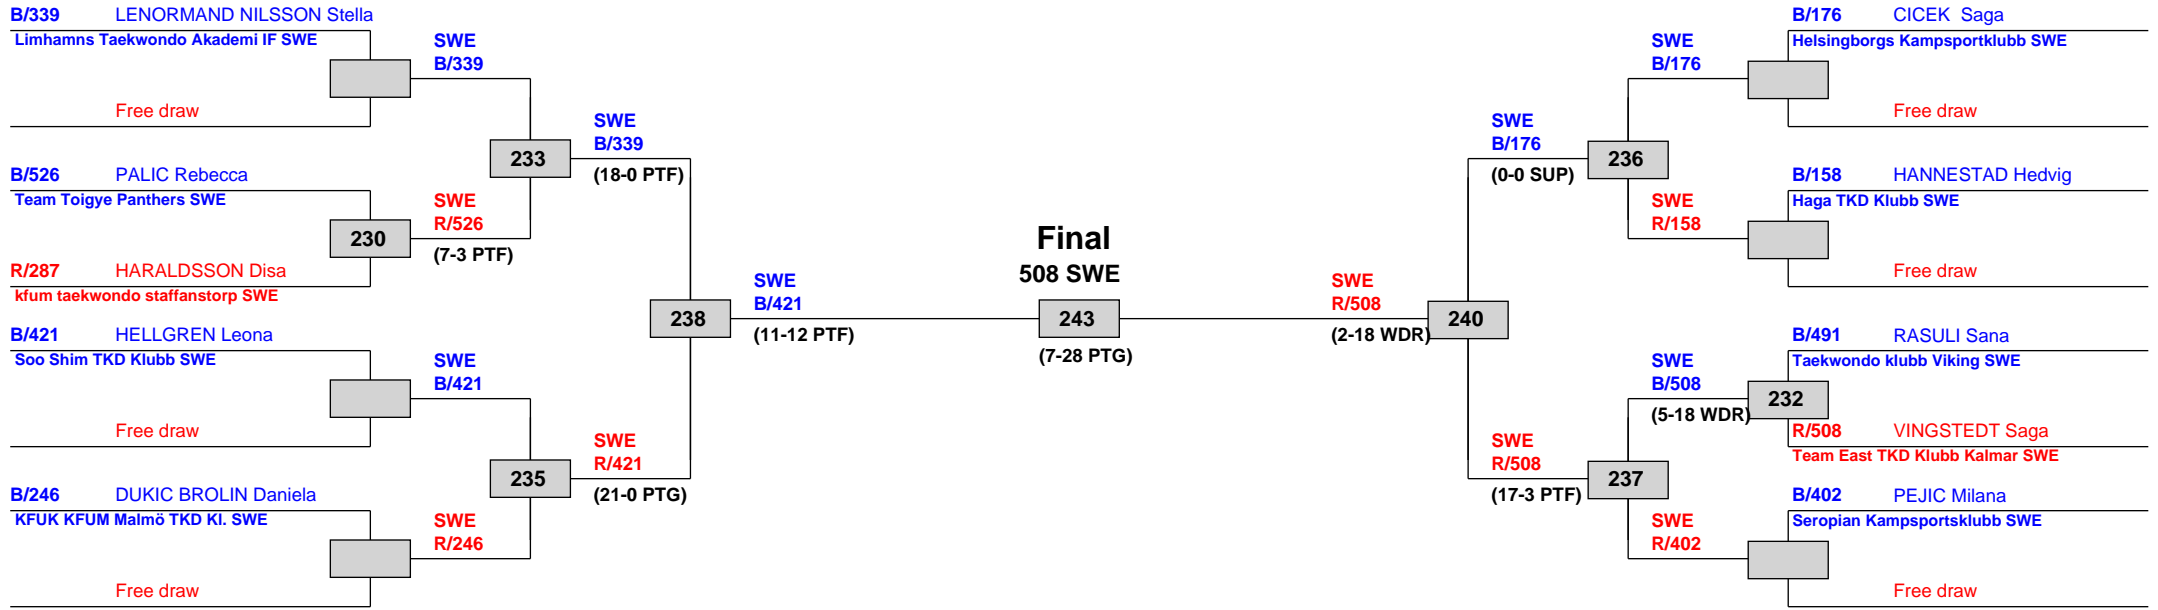 B/339 LENORMAND NILSSON Stella
Limhamns Taekwondo Akademi IF SWE
Free draw
SWE
B/339
B/526 PALIC Rebecca
Team Toigye Panthers SWE
230
R/287 HARALDSSON Disa
kfum taekwondo staffanstorp SWE
SWE
R/526
(7-3 PTF)
233
SWE
B/339
(18-0 PTF)
B/421 HELLGREN Leona
Soo Shim TKD Klubb SWE
Free draw
SWE
B/421
B/246 DUKIC BROLIN Daniela
KFUK KFUM Malmö TKD Kl. SWE
Free draw
SWE
R/246
235
SWE
R/421
(21-0 PTG)
238
SWE
B/421
(11-12 PTF)
Final
508 SWE
243
(7-28 PTG)
SWE
R/508
(2-18 WDR)
240
SWE
B/176
(0-0 SUP)
236
SWE
B/176
B/176 CICEK Saga
Helsingborgs Kampsportklubb SWE
Free draw
SWE
R/158
B/158 HANNESTAD Hedvig
Haga TKD Klubb SWE
Free draw
SWE
R/508
(17-3 PTF)
237
SWE
B/508
(5-18 WDR)
232
B/491 RASULI Sana
Taekwondo klubb Viking SWE
R/508 VINGSTEDT Saga
Team East TKD Klubb Kalmar SWE
SWE
R/402
B/402 PEJIC Milana
Seropian Kampsportsklubb SWE
Free draw